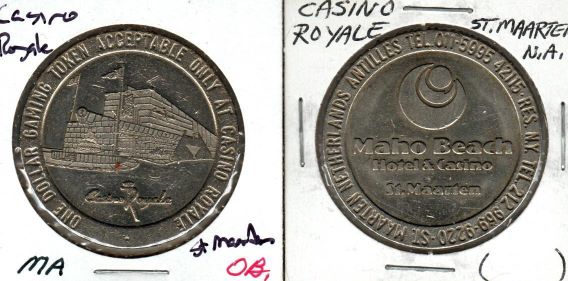 Casino
Royale
ONE DOLLAR GAMING TOKEN ACCEPTABLE ONLY AT CASINO ROYALE
Casino Royale
MA
St Maarten
CASINO
ROYALE
ST. MAARTEN
N.A.
ST. MAARTEN NETHERLANDS ANTILLES TEL. 011-5995-42115·RES. N.Y. TEL 212-969-9220·
Maho Beach
Hotel & Casino
St. Maarten
( )